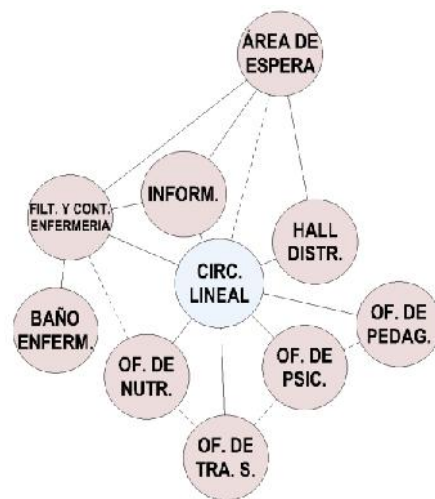 ÁREA DE
ESPERA
INFORM.
FILT. Y CONT.
ENFERMERIA
HALL
DISTR.
CIRC.
LINEAL
BAÑO
ENFERM.
OF. DE
PEDAG.
OF. DE
NUTR.
OF. DE
PSIC.
OF. DE
TRA. S.